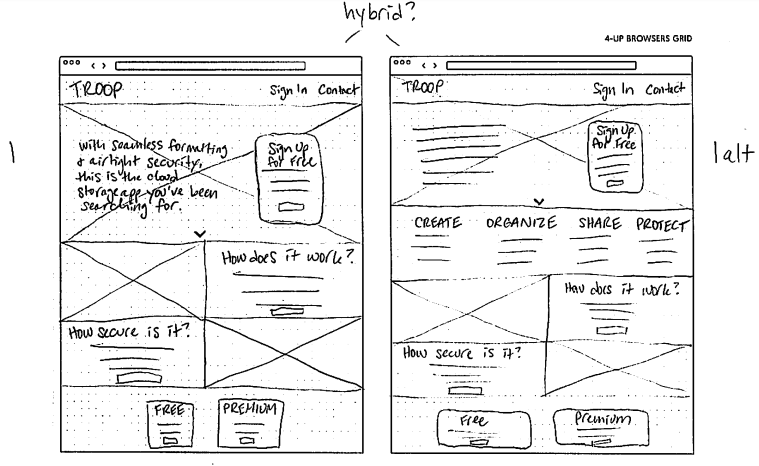 hybrid?
4-UP BROWSERS GRID
1
TROOP
Sign In Contact
with seamless formatting
& airtight security,
this is the cloud
storage app you've been
searching for.
Sign Up
for Free
How does it work?
How secure is it?
FREE
PREMIUM
1 alt
TROOP
Sign In Contact
Sign Up
for Free
CREATE ORGANIZE SHARE PROTECT
How does it work?
How secure is it?
Free
Premium